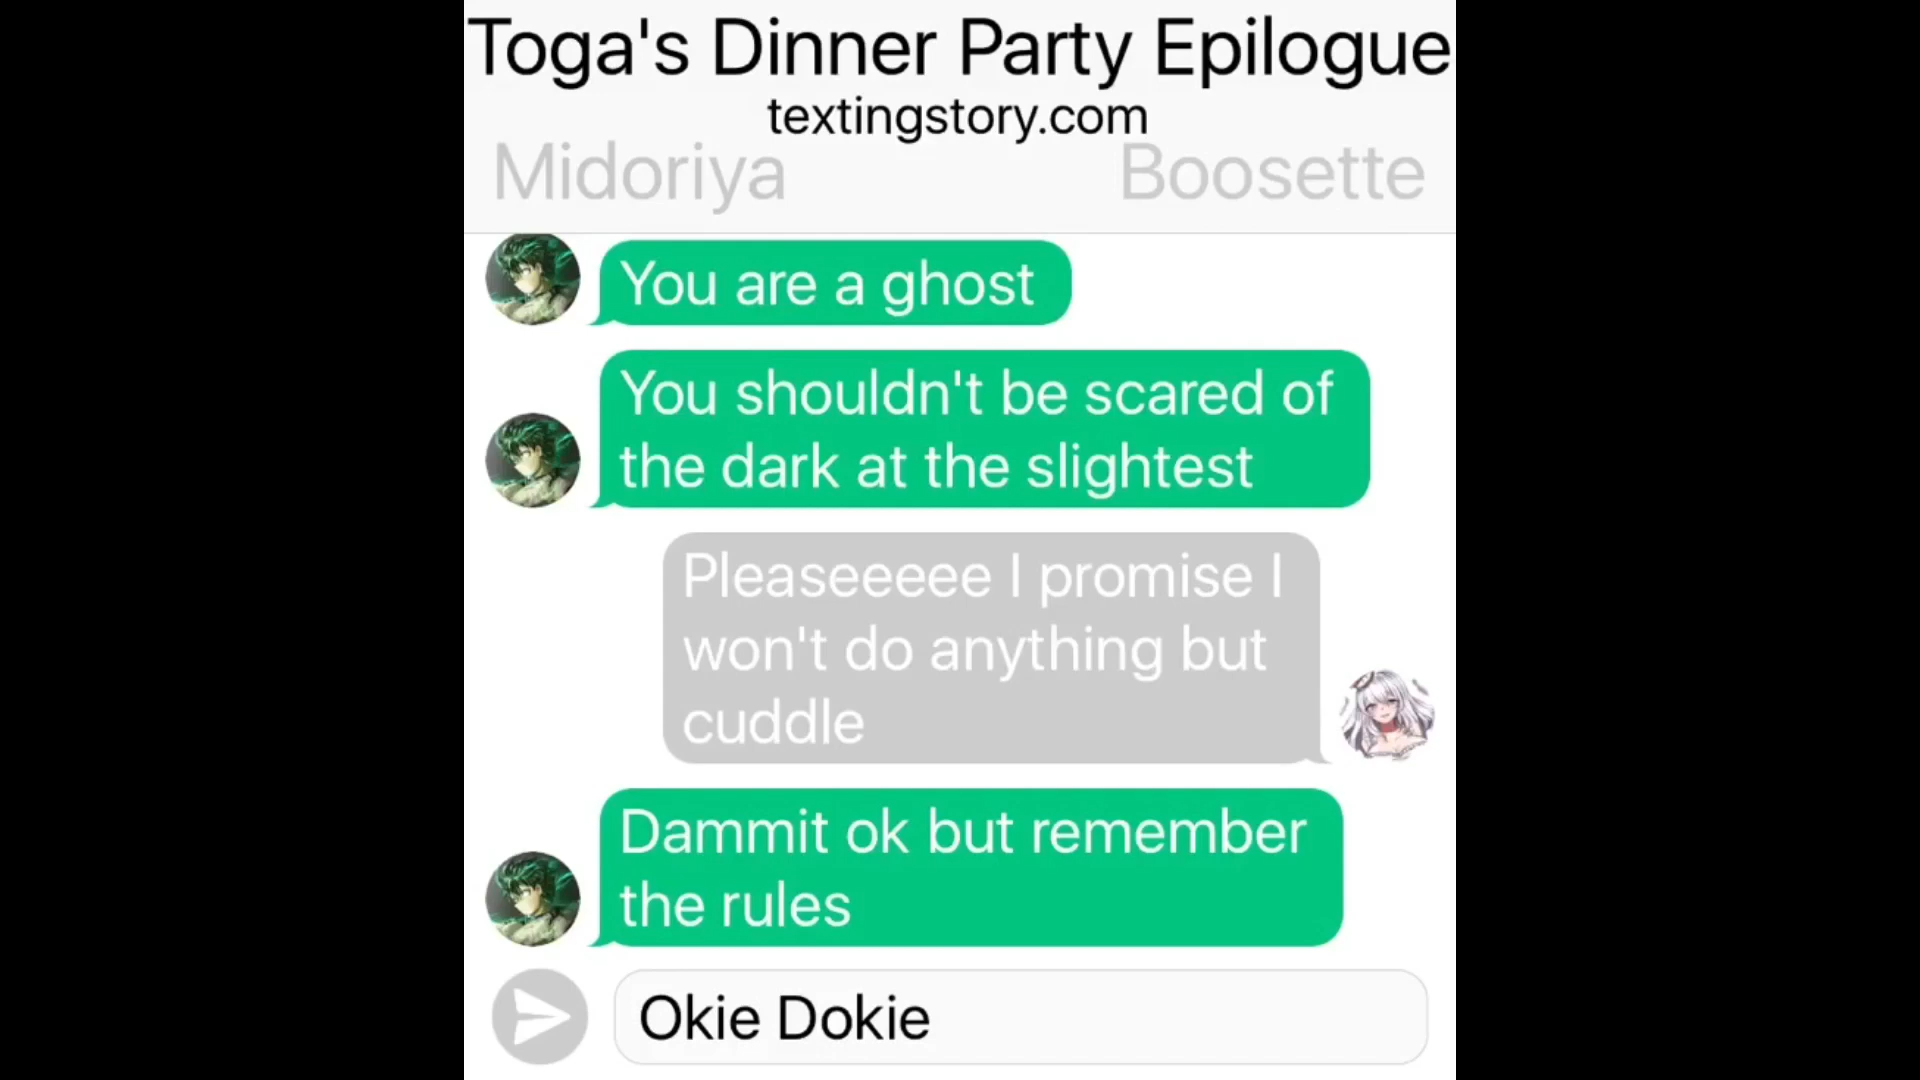 Toga's Dinner Party Epilogue
textingstory.com
Midoriya
Boosette
You are a ghost
You shouldn't be scared of
the dark at the slightest
Pleaseeeee I promise I
won't do anything but
cuddle
Dammit ok but remember
the rules
Okie Dokie